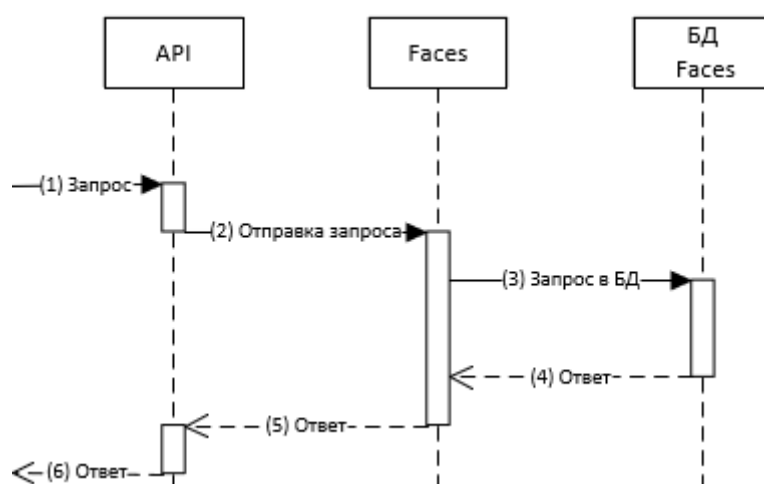 API
Faces
БД
Faces
(1) Запрос
(2) Отправка запроса
(3) Запрос в БД
(4) Ответ
(5) Ответ
(6) Ответ